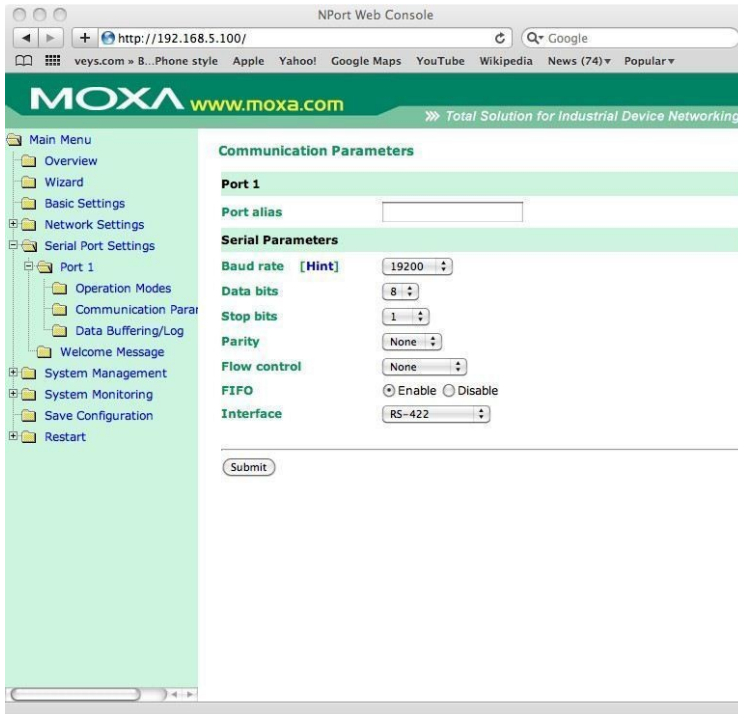 NPort Web Console
http://192.168.5.100/
Google
veys.com » B...Phone style Apple Yahoo! Google Maps YouTube Wikipedia News (74) Popular
MOXA www.moxa.com
Total Solution for Industrial Device Networking
Main Menu
Overview
Wizard
Basic Settings
Network Settings
Serial Port Settings
Port 1
Operation Modes
Communication Parar
Data Buffering/Log
Welcome Message
System Management
System Monitoring
Save Configuration
Restart
Communication Parameters
Port 1
Port alias
Serial Parameters
Baud rate [Hint] 19200
Data bits 8
Stop bits 1
Parity None
Flow control None
FIFO Enable Disable
Interface RS-422
Submit